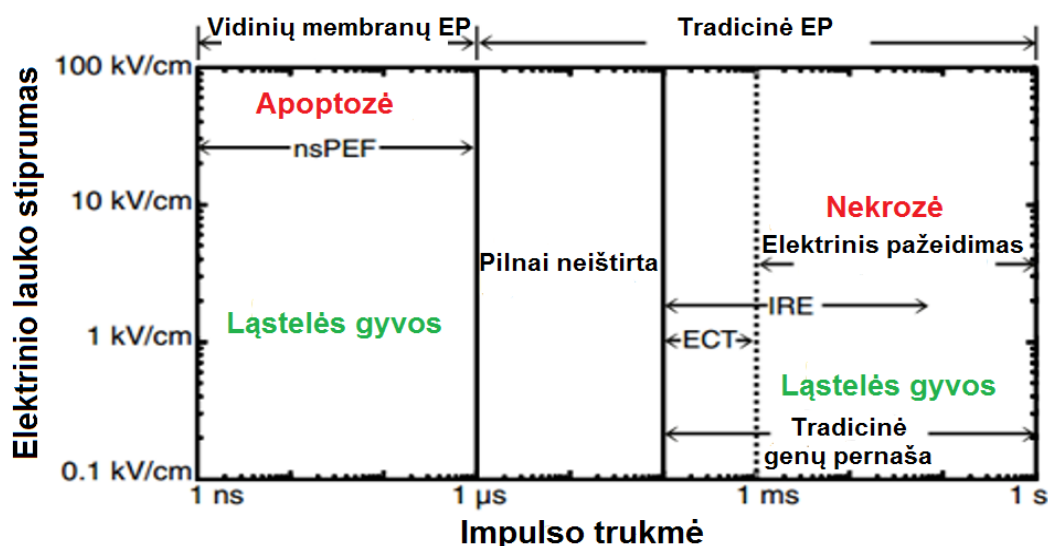 Vidinių membranų EP
Tradicinė EP
Elektrinio lauko stiprumas
100 kV/cm
10 kV/cm
1 kV/cm
0.1 kV/cm
Apoptozė
nsPEF
Ląstelės gyvos
Pilnai neištirta
Nekrozė
Elektrinis pažeidimas
IRE
ECT
Ląstelės gyvos
Tradicinė
genų pernaša
1 ns
1 µs
1 ms
1 s
Impulso trukmė